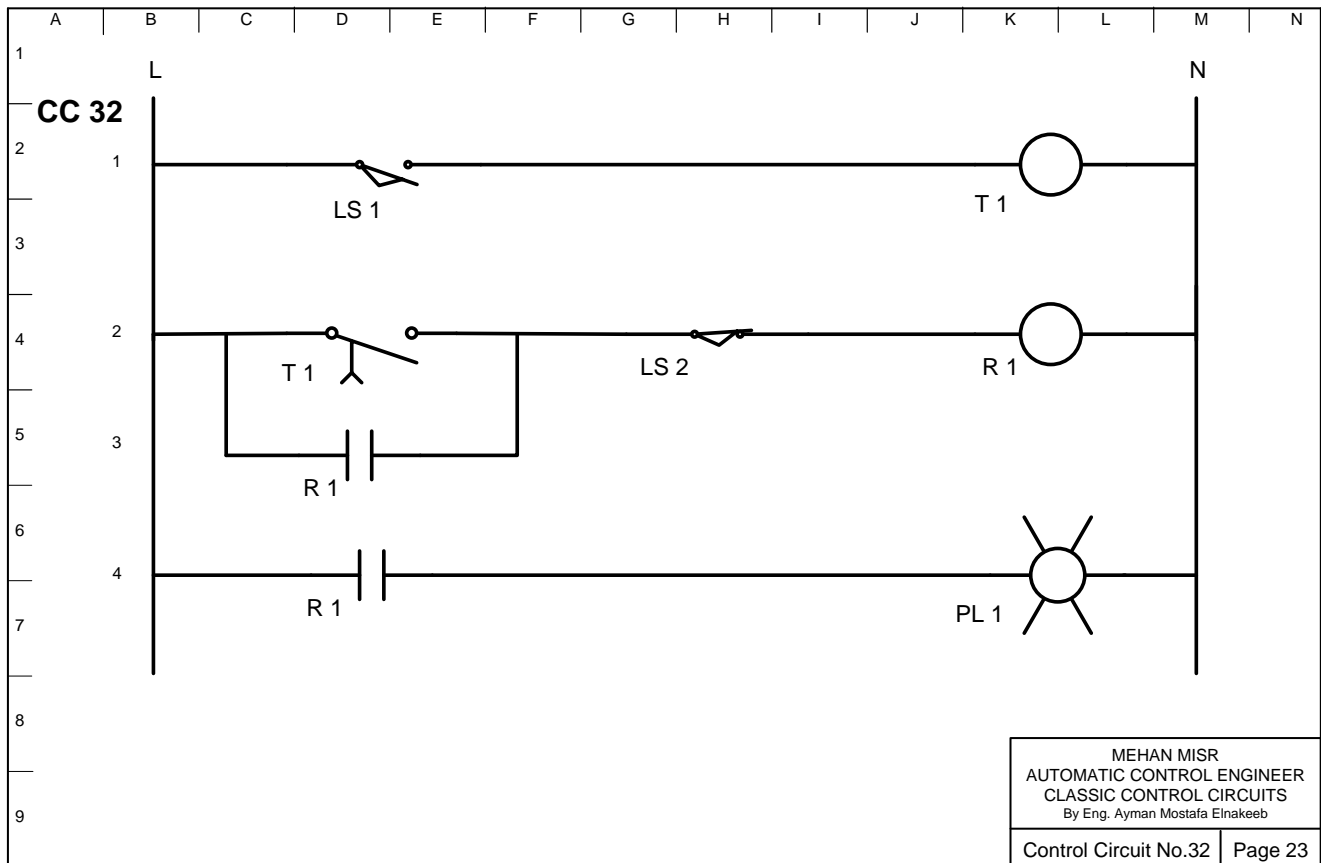 A B C D E F G H I J K L M N
1
L N
CC 32
2
1
LS 1
T 1
3
2
4
T 1
LS 2
R 1
5
3
R 1
6
4
R 1
PL 1
7
8
MEHAN MISR
AUTOMATIC CONTROL ENGINEER
CLASSIC CONTROL CIRCUITS
By Eng. Ayman Mostafa Elnakeeb
9
Control Circuit No.32 Page 23